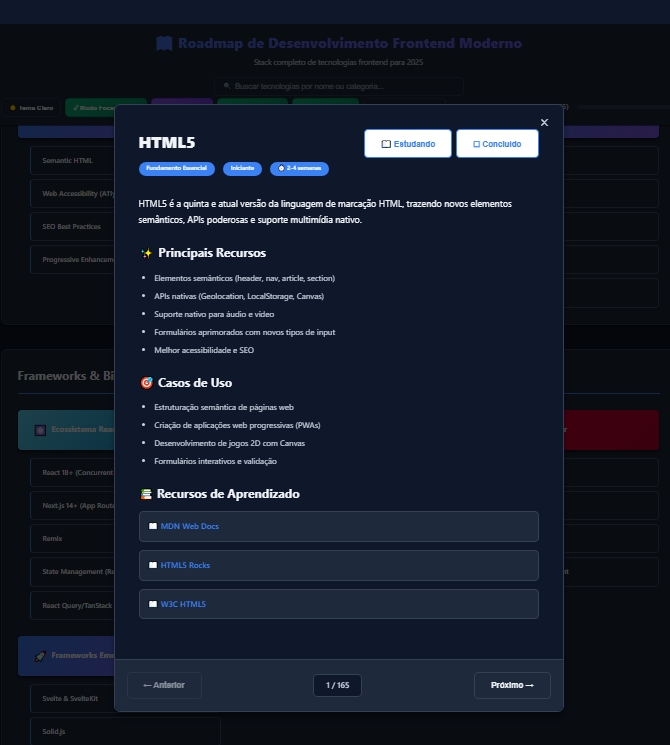 Roadmap de Desenvolvimento Frontend Moderno
Stack completo de tecnologias frontend para 2025
Buscar tecnologias por nome ou categoria...
Tema Claro
Modo Foca
×
HTML5
Estudando
Concluído
Fundamento Essencial
Iniciante
2-4 semanas
HTML5 é a quinta e atual versão da linguagem de marcação HTML, trazendo novos elementos
semânticos, APIs poderosas e suporte multimídia nativo.
Principais Recursos
• Elementos semânticos (header, nav, article, section)
• APIs nativas (Geolocation, LocalStorage, Canvas)
• Suporte nativo para áudio e vídeo
• Formulários aprimorados com novos tipos de input
• Melhor acessibilidade e SEO
Casos de Uso
• Estruturação semântica de páginas web
• Criação de aplicações web progressivas (PWAs)
• Desenvolvimento de jogos 2D com Canvas
• Formulários interativos e validação
Recursos de Aprendizado
MDN Web Docs
HTML5 Rocks
W3C HTML5
← Anterior
1 / 165
Próximo →
Semantic HTML
Web Accessibility
SEO Best Practices
Progressive Enhancem
Frameworks & Bi
Ecossistema Reac
React 18+ (Concurrent
Next.js 14+ (App Route
Remix
State Management (Re
React Query/TanStack
Frameworks Eme
Svelte & SvelteKit
Solid.js